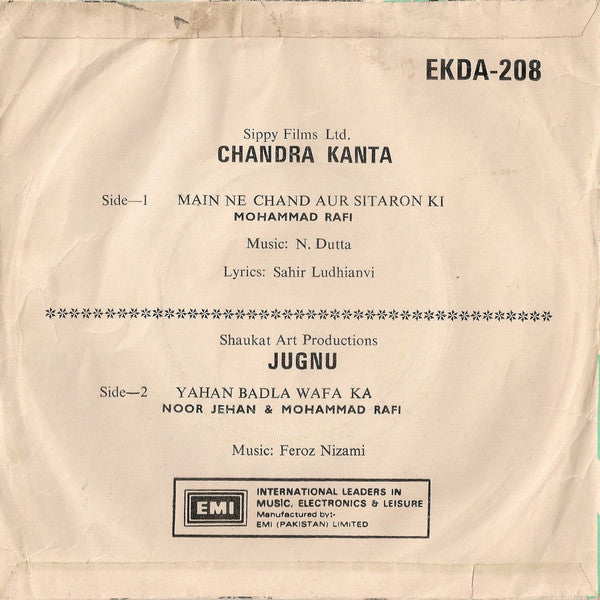 EKDA-208
Sippy Films Ltd.
CHANDRA KANTA
Side—1 MAIN NE CHAND AUR SITARON KI
MOHAMMAD RAFI
Music: N. Dutta
Lyrics: Sahir Ludhianvi
Shaukat Art Productions
JUGNU
Side—2 YAHAN BADLA WAFA KA
NOOR JEHAN & MOHAMMAD RAFI
Music: Feroz Nizami
EMI
INTERNATIONAL LEADERS IN
MUSIC, ELECTRONICS & LEISURE
Manufactured by:-
EMI (PAKISTAN) LIMITED